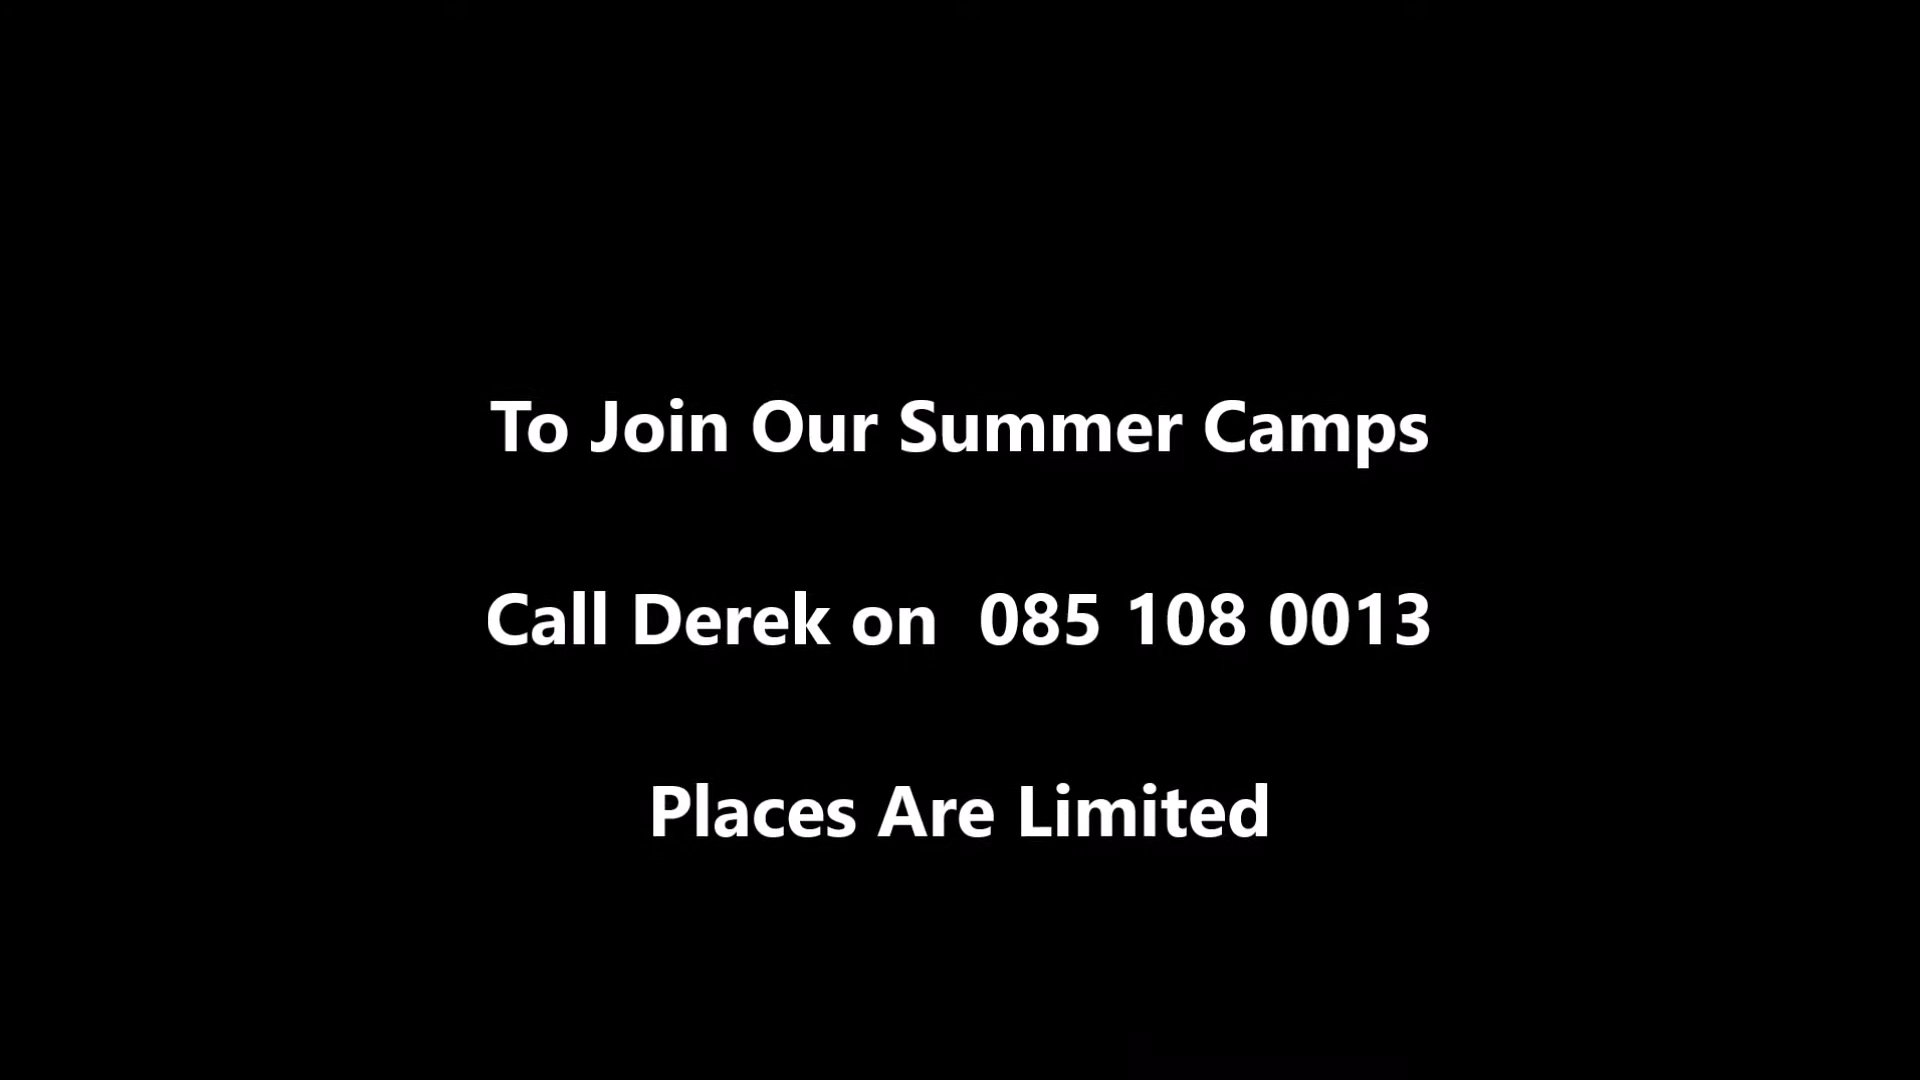 To Join Our Summer Camps
Call Derek on  085 108 0013
Places Are Limited